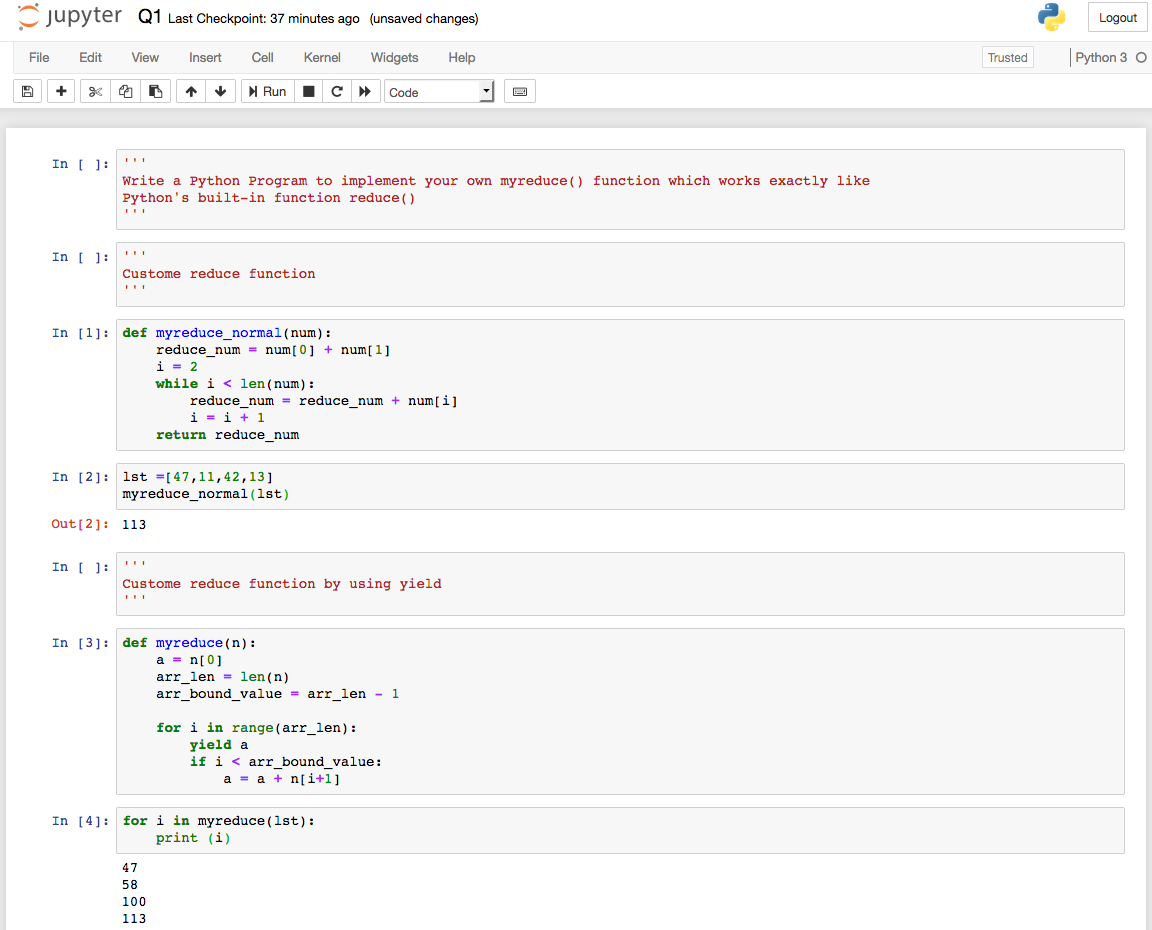 jupyter Q1 Last Checkpoint: 37 minutes ago (unsaved changes) Logout
File Edit View Insert Cell Kernel Widgets Help Trusted Python 3
Run Code
In [ ]: '''
Write a Python Program to implement your own myreduce() function which works exactly like
Python's built-in function reduce()
'''
In [ ]: '''
Custome reduce function
'''
In [1]: def myreduce_normal(num):
reduce_num = num[0] + num[1]
i = 2
while i < len(num):
reduce_num = reduce_num + num[i]
i = i + 1
return reduce_num
In [2]: lst =[47,11,42,13]
myreduce_normal(lst)
Out[2]: 113
In [ ]: '''
Custome reduce function by using yield
'''
In [3]: def myreduce(n):
a = n[0]
arr_len = len(n)
arr_bound_value = arr_len - 1
for i in range(arr_len):
yield a
if i < arr_bound_value:
a = a + n[i+1]
In [4]: for i in myreduce(lst):
print (i)
47
58
100
113